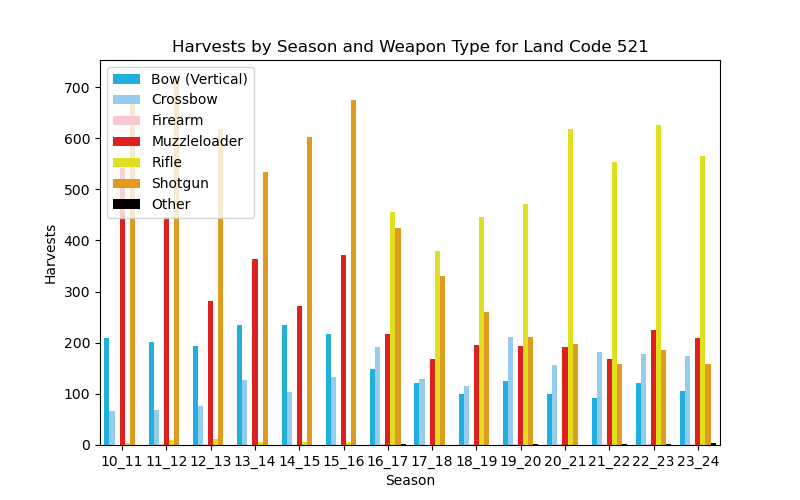 Harvests by Season and Weapon Type for Land Code 521
Bow (Vertical)
Crossbow
Firearm
Muzzleloader
Rifle
Shotgun
Other
Harvests
700
600
500
400
300
200
100
0
10_11 11_12 12_13 13_14 14_15 15_16 16_17 17_18 18_19 19_20 20_21 21_22 22_23 23_24
Season